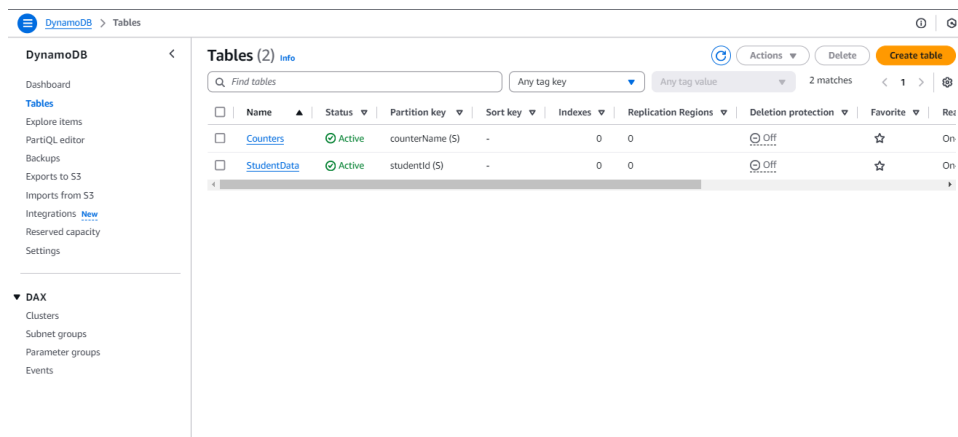 DynamoDB > Tables
DynamoDB
Dashboard
Tables
Explore items
PartiQL editor
Backups
Exports to S3
Imports from S3
Integrations New
Reserved capacity
Settings
DAX
Clusters
Subnet groups
Parameter groups
Events
Tables (2) Info
Actions
Delete
Create table
Find tables
Any tag key
Any tag value
2 matches
1
Name Status Partition key Sort key Indexes Replication Regions Deletion protection Favorite Rea
Counters Active counterName (S) - 0 0 Off On-
StudentData Active studentId (S) - 0 0 Off On-